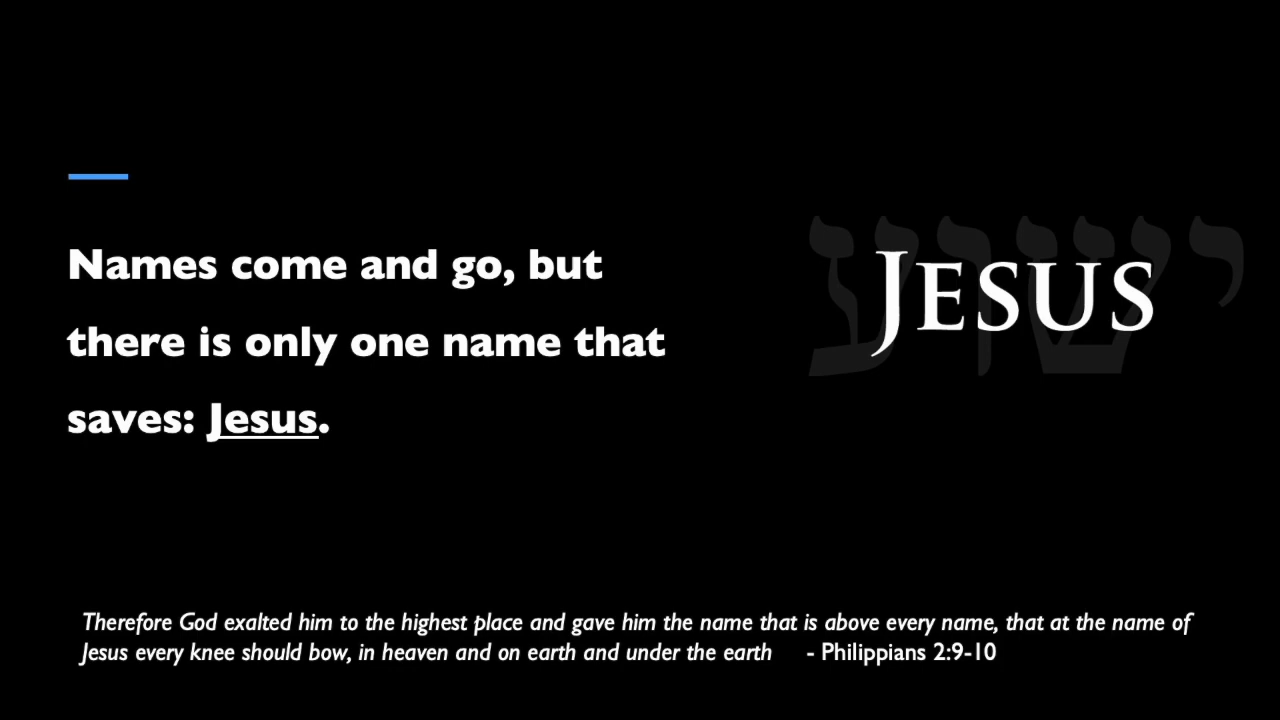 Names come and go, but
there is only one name that
saves: Jesus.
ישוע
JESUS
Therefore God exalted him to the highest place and gave him the name that is above every name, that at the name of
Jesus every knee should bow, in heaven and on earth and under the earth - Philippians 2:9-10